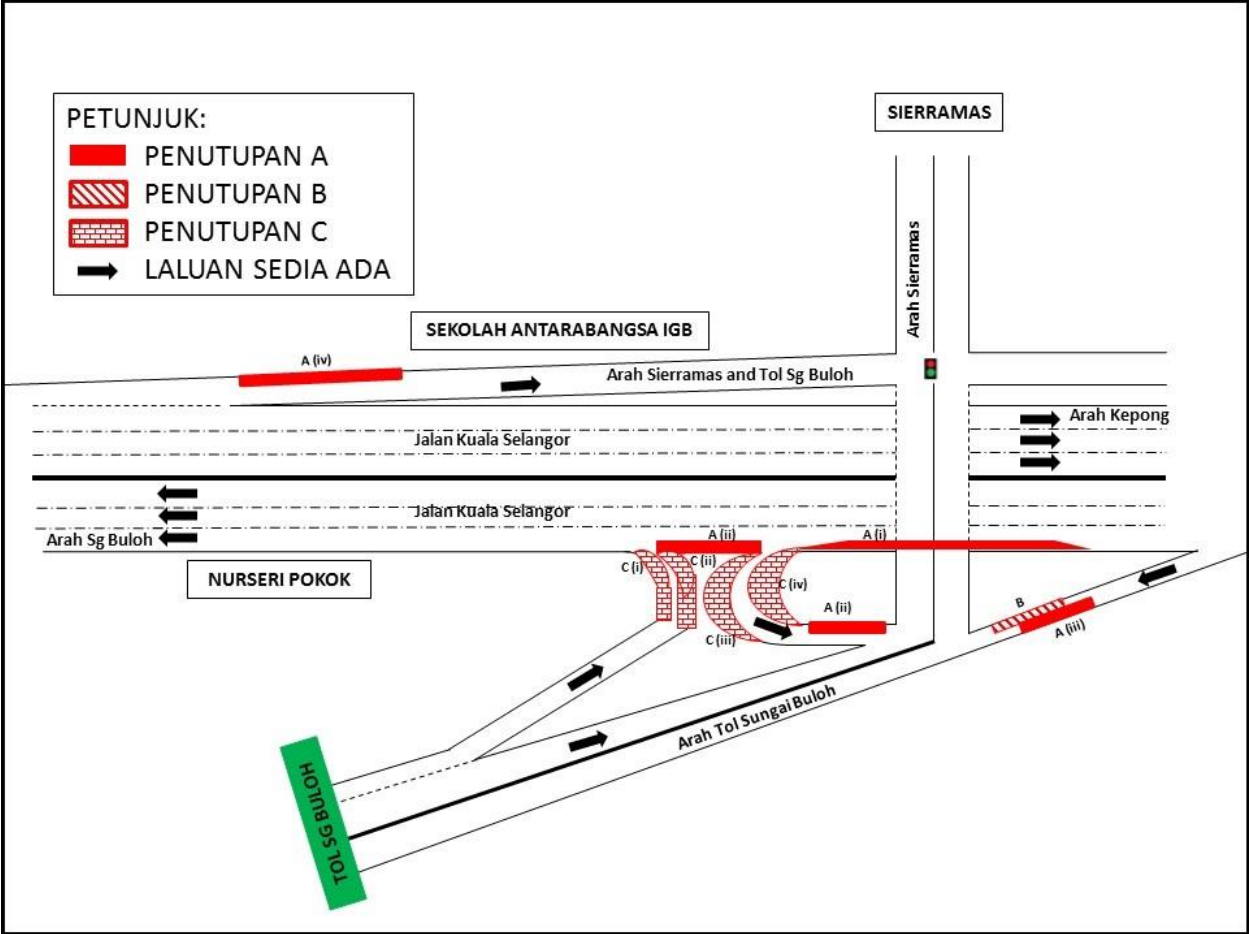 SIERRAMAS
PETUNJUK:
PENUTUPAN A
PENUTUPAN B
PENUTUPAN C
LALUAN SEDIA ADA
Arah Sierramas
SEKOLAH ANTARABANGSA IGB
A (iv)
Arah Sierramas and Tol Sg Buloh
Arah Kepong
Jalan Kuala Selangor
Jalan Kuala Selangor
Arah Sg Buloh
A (ii)
A (i)
NURSERI POKOK
C (i)
C (ii)
C (iv)
A (ii)
B
A (iii)
C (iii)
Arah Tol Sungai Buloh
TOL SG BULOH